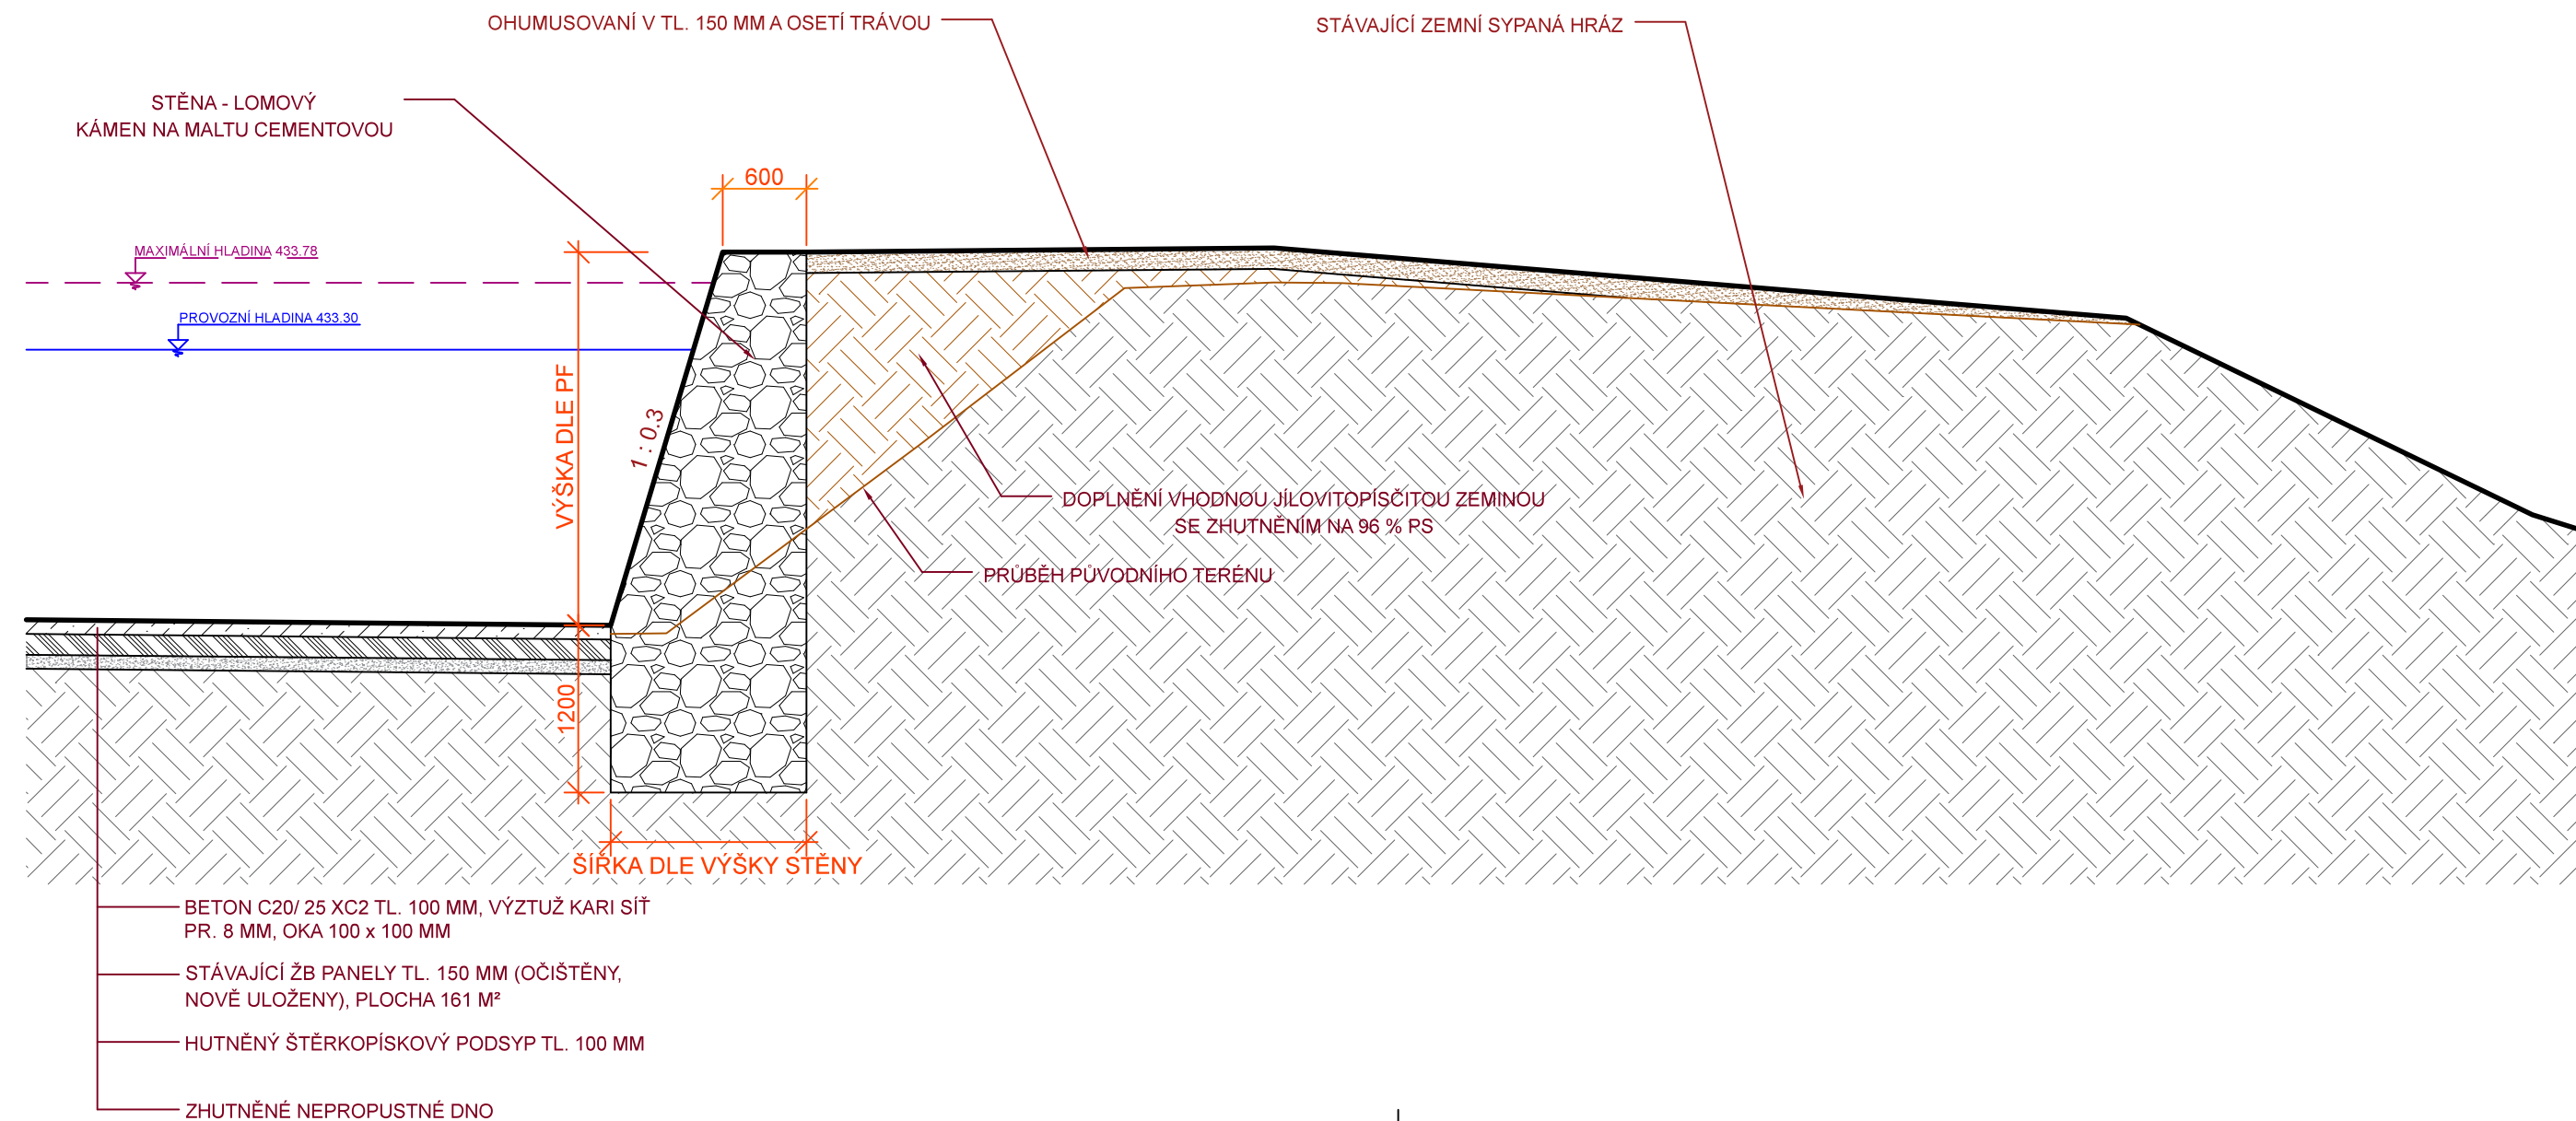 OHUMUSOVANÍ V TL. 150 MM A OSETÍ TRÁVOU
STÁVAJÍCÍ ZEMNÍ SYPANÁ HRÁZ
STĚNA - LOMOVÝ
KÁMEN NA MALTU CEMENTOVOU
600
MAXIMÁLNÍ HLADINA 433.78
PROVOZNÍ HLADINA 433.30
VÝŠKA DLE PF
1 : 0.3
DOPLNĚNÍ VHODNOU JÍLOVITOPÍSČITOU ZEMINOU
SE ZHUTNĚNÍM NA 96 % PS
PRŮBĚH PŮVODNÍHO TERÉNU
1200
ŠÍŘKA DLE VÝŠKY STĚNY
BETON C20/ 25 XC2 TL. 100 MM, VÝZTUŽ KARI SÍŤ
PR. 8 MM, OKA 100 x 100 MM
STÁVAJÍCÍ ŽB PANELY TL. 150 MM (OČIŠTĚNY,
NOVĚ ULOŽENY), PLOCHA 161 M²
HUTNĚNÝ ŠTĚRKOPÍSKOVÝ PODSYP TL. 100 MM
ZHUTNĚNÉ NEPROPUSTNÉ DNO